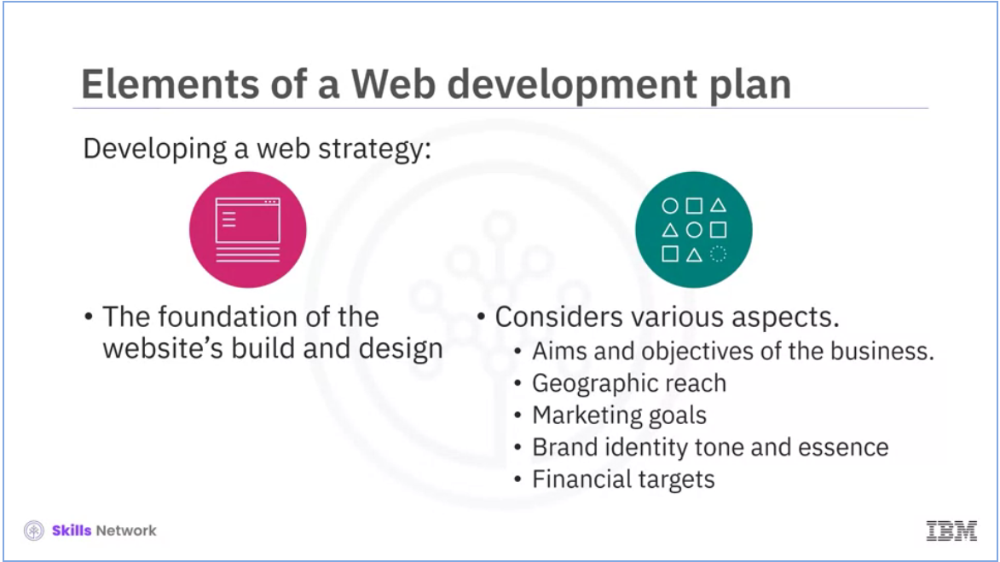 Elements of a Web development plan
Developing a web strategy:
• The foundation of the
website's build and design
• Considers various aspects.
• Aims and objectives of the business.
• Geographic reach
• Marketing goals
• Brand identity tone and essence
• Financial targets
Skills Network
IBM